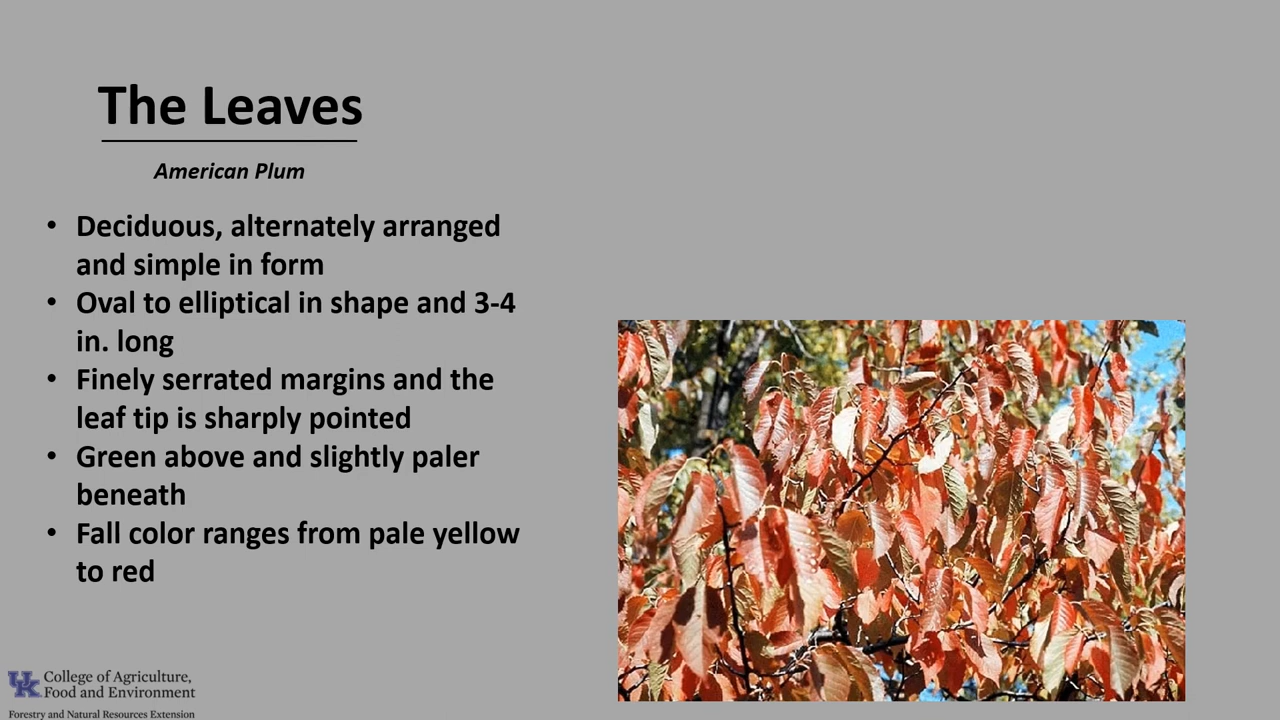 The Leaves
American Plum
• Deciduous, alternately arranged
and simple in form
• Oval to elliptical in shape and 3-4
in. long
• Finely serrated margins and the
leaf tip is sharply pointed
• Green above and slightly paler
beneath
• Fall color ranges from pale yellow
to red
UK College of Agriculture,
Food and Environment
Forestry and Natural Resources Extension